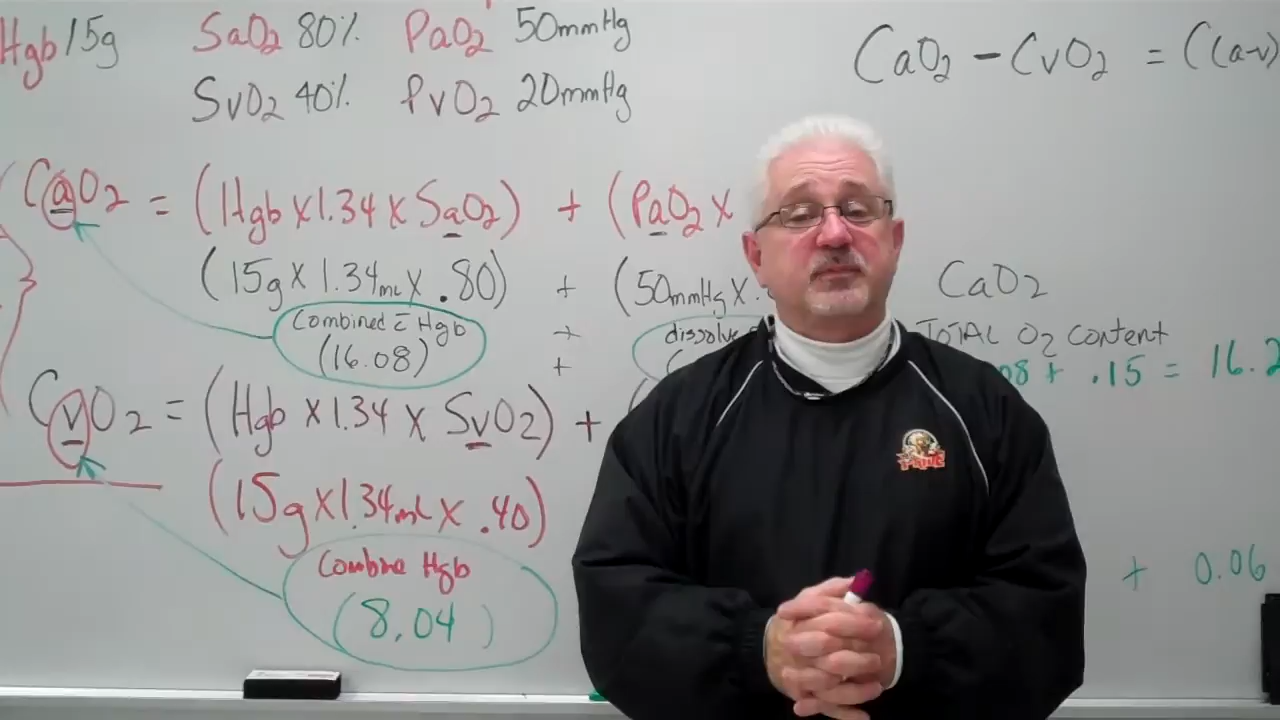 Hgb 15g SaO2 80% PaO2 50mmHg
SvO2 40% PvO2 20mmHg
CaO2 - CvO2 = C(a-v)
CaO2 = (Hgb x 1.34 x SaO2) + (PaO2 x
(15g x 1.34mL x .80) + (50mmHg x .
Combined c̄ Hgb + dissolve
(16.08) + (
CaO2
TOTAL O2 Content
08 + .15 = 16.2
CvO2 = (Hgb x 1.34 x SvO2) + (
(15g x 1.34mL x .40)
Combine Hgb
(8.04)
+ 0.06